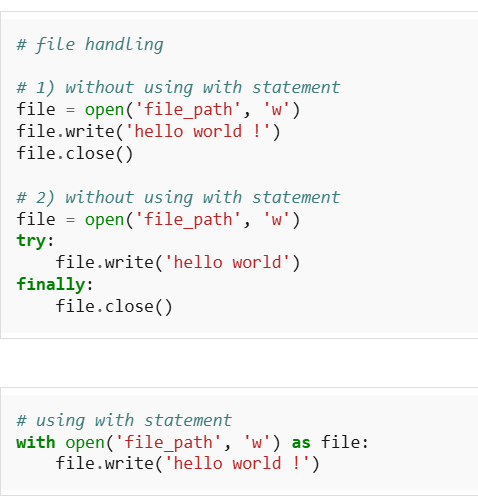 # file handling
# 1) without using with statement
file = open('file_path', 'w')
file.write('hello world !')
file.close()
# 2) without using with statement
file = open('file_path', 'w')
try:
    file.write('hello world')
finally:
    file.close()
# using with statement
with open('file_path', 'w') as file:
    file.write('hello world !')